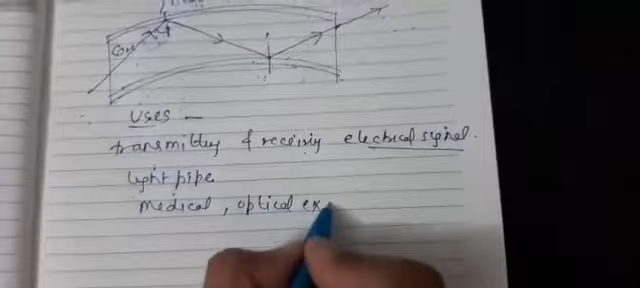 Uses -
transmitting & receiving electrical signal.
light pipe
medical, optical ex